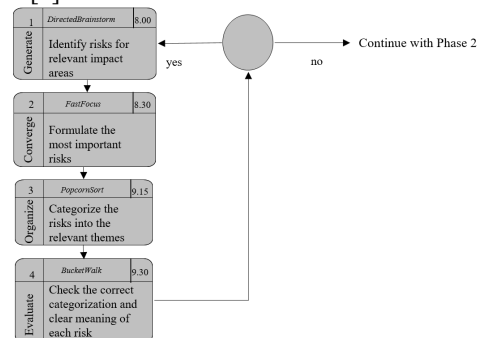 1 DirectedBrainstorm 8.00
Generate
Identify risks for
relevant impact
areas
yes
no
Continue with Phase 2
2 FastFocus 8.30
Converge
Formulate the
most important
risks
3 PopcornSort 9.15
Organize
Categorize the
risks into the
relevant themes
4 BucketWalk 9.30
Evaluate
Check the correct
categorization and
clear meaning of
each risk